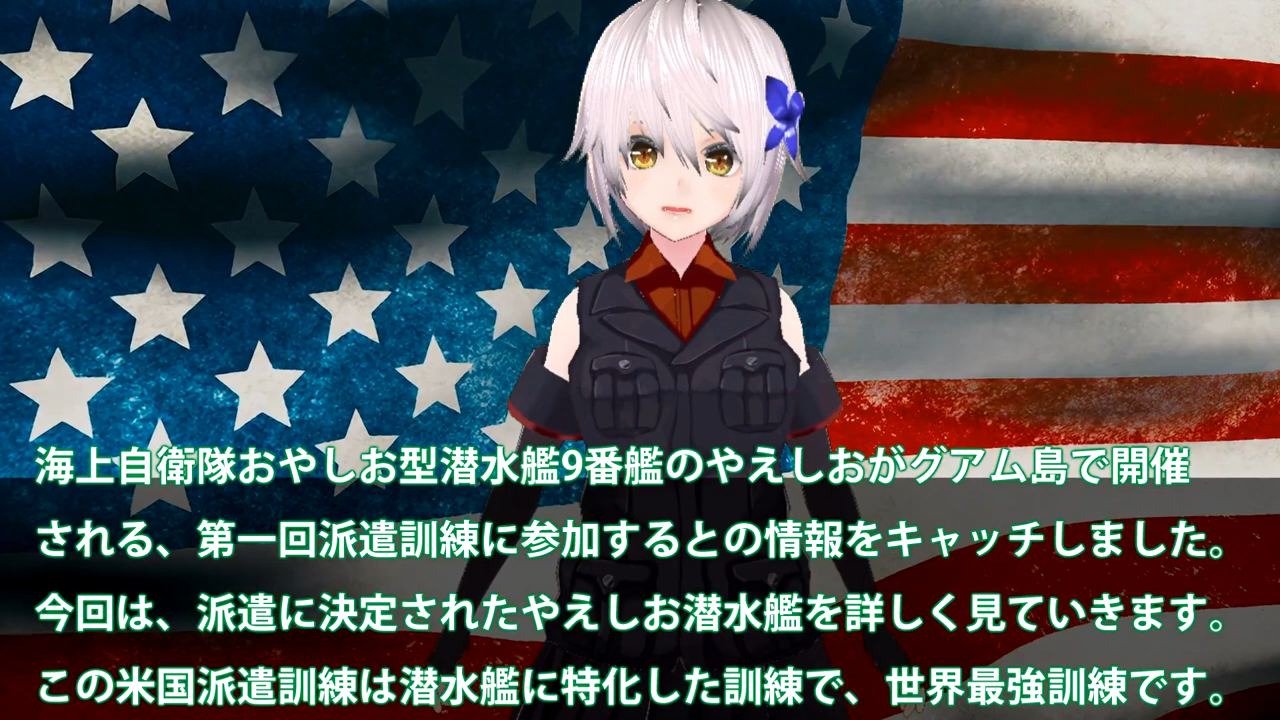 海上自衛隊おやしお型潜水艦9番艦のやえしおがグアム島で開催
される、第一回派遣訓練に参加するとの情報をキャッチしました。
今回は、派遣に決定されたやえしお潜水艦を詳しく見ていきます。
この米国派遣訓練は潜水艦に特化した訓練で、世界最強訓練です。